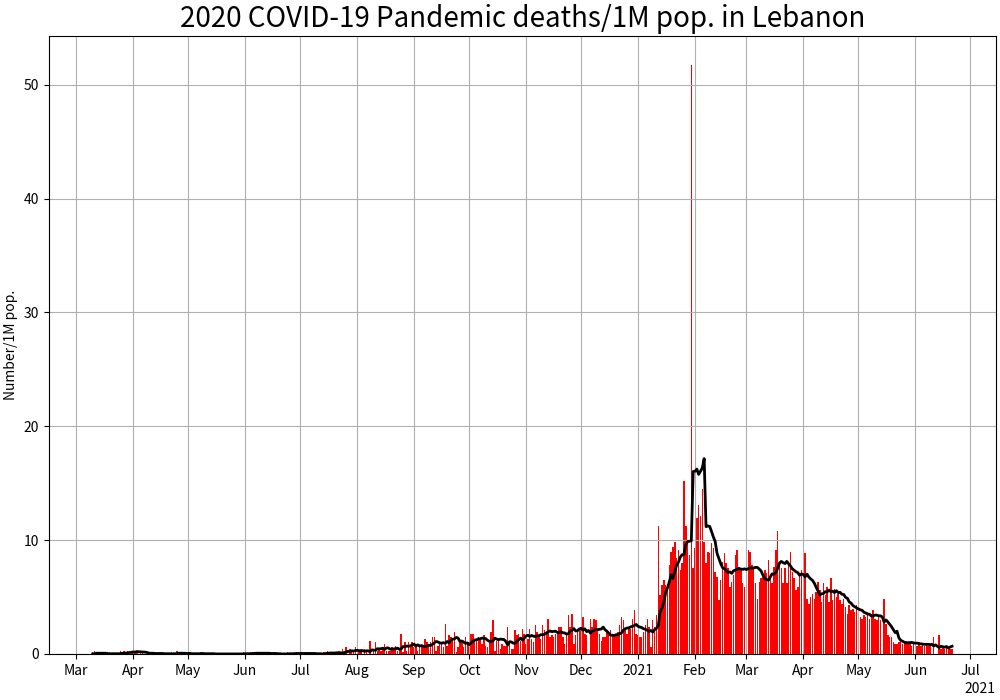 2020 COVID-19 Pandemic deaths/1M pop. in Lebanon
Number/1M pop.
50
40
30
20
10
0
Mar Apr May Jun Jul Aug Sep Oct Nov Dec 2021 Feb Mar Apr May Jun Jul
2021